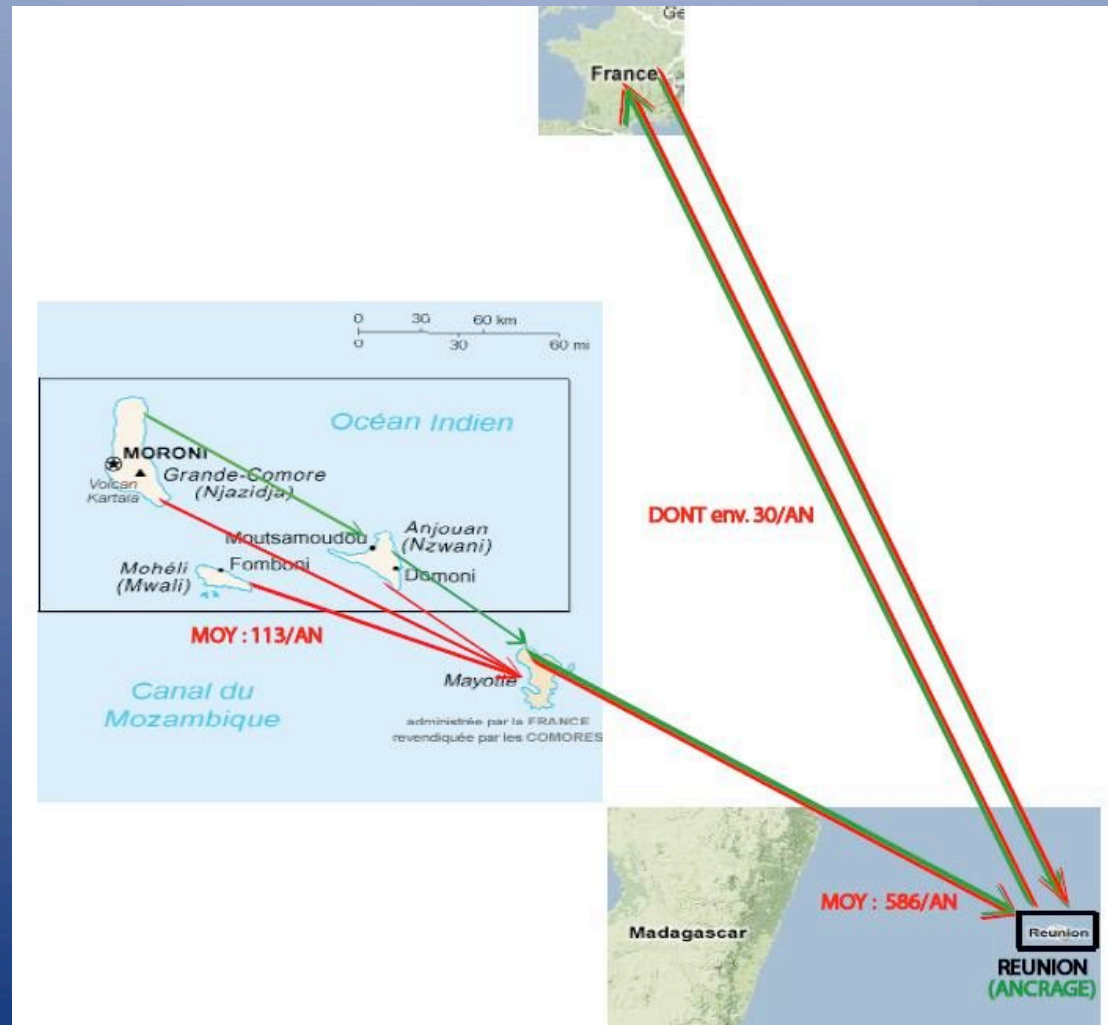 Ge
France
0 30 60 km
0 30 60 mi
Océan Indien
MORONI
Volcan
Kartala
Grande-Comore
(Njazidja)
Moutsamoudou
Anjouan
(Nzwani)
Domoni
Mohéli
(Mwali)
Fomboni
MOY : 113/AN
DONT env. 30/AN
Canal du
Mozambique
Mayotte
administrée par la FRANCE
revendiquée par les COMORES
MOY : 586/AN
Madagascar
Reunion
REUNION
(ANCRAGE)